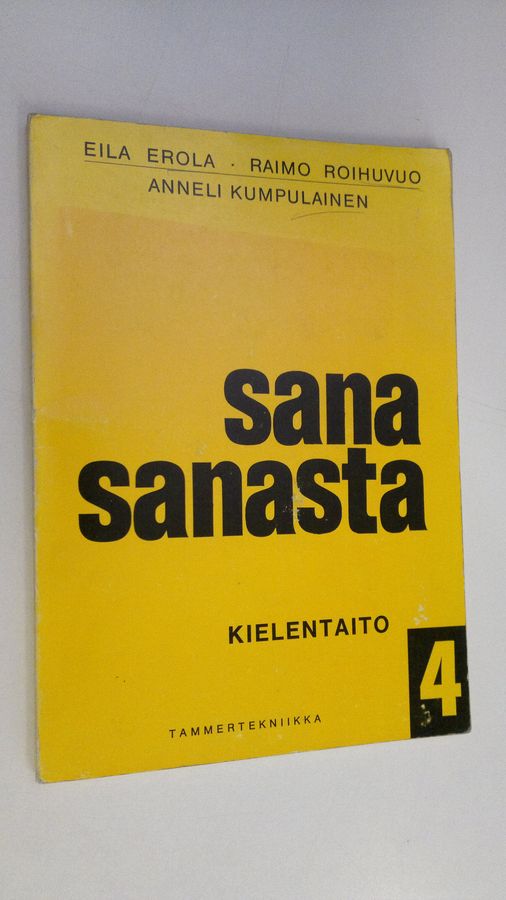 EILA EROLA · RAIMO ROIHUVUO
ANNELI KUMPULAINEN
sana
sanasta
KIELENTAITO
4
TAMMERTEKNIIKKA